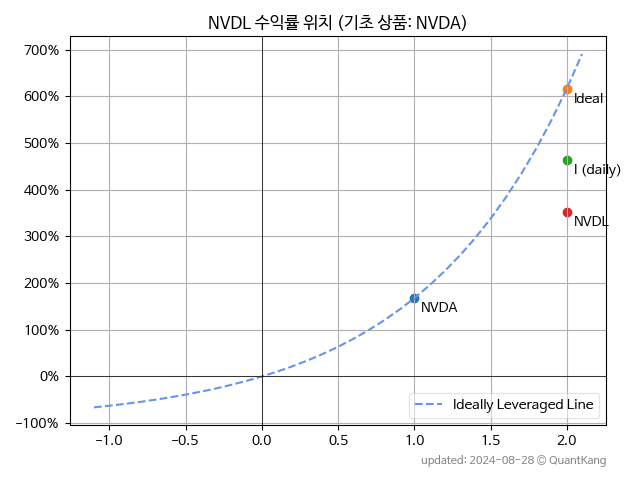 NVDL 수익률 위치 (기초 상품: NVDA)
700%
600%
500%
400%
300%
200%
100%
0%
−100%
Ideal
I (daily)
NVDL
NVDA
Ideally Leveraged Line
−1.0 −0.5 0.0 0.5 1.0 1.5 2.0
updated: 2024-08-28 © QuantKang